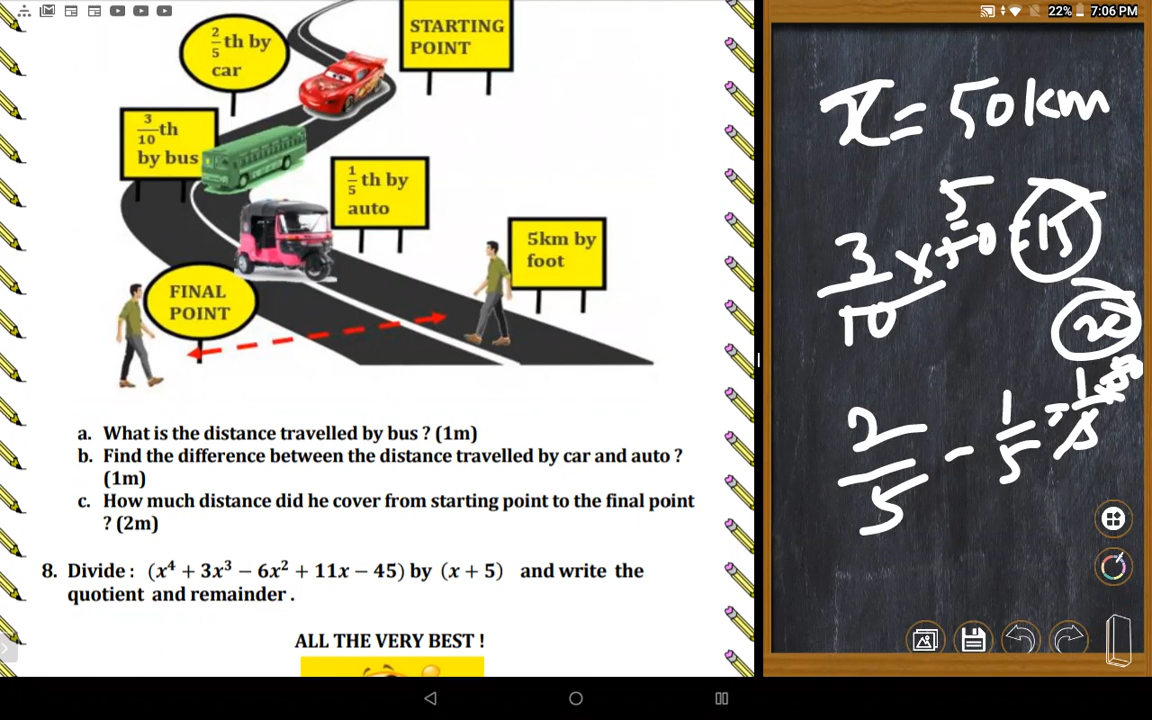 22% 7:06 PM
2/5 th by
car
STARTING
POINT
3/10 th
by bus
1/5 th by
auto
5km by
foot
FINAL
POINT
a. What is the distance travelled by bus ? (1m)
b. Find the difference between the distance travelled by car and auto ?
(1m)
c. How much distance did he cover from starting point to the final point
? (2m)
8. Divide : (x⁴ + 3x³ − 6x² + 11x − 45) by (x + 5) and write the
quotient and remainder .
ALL THE VERY BEST !
x = 50km
5
3/10 x 50 = 15
2/5 - 1/5 = 1/5